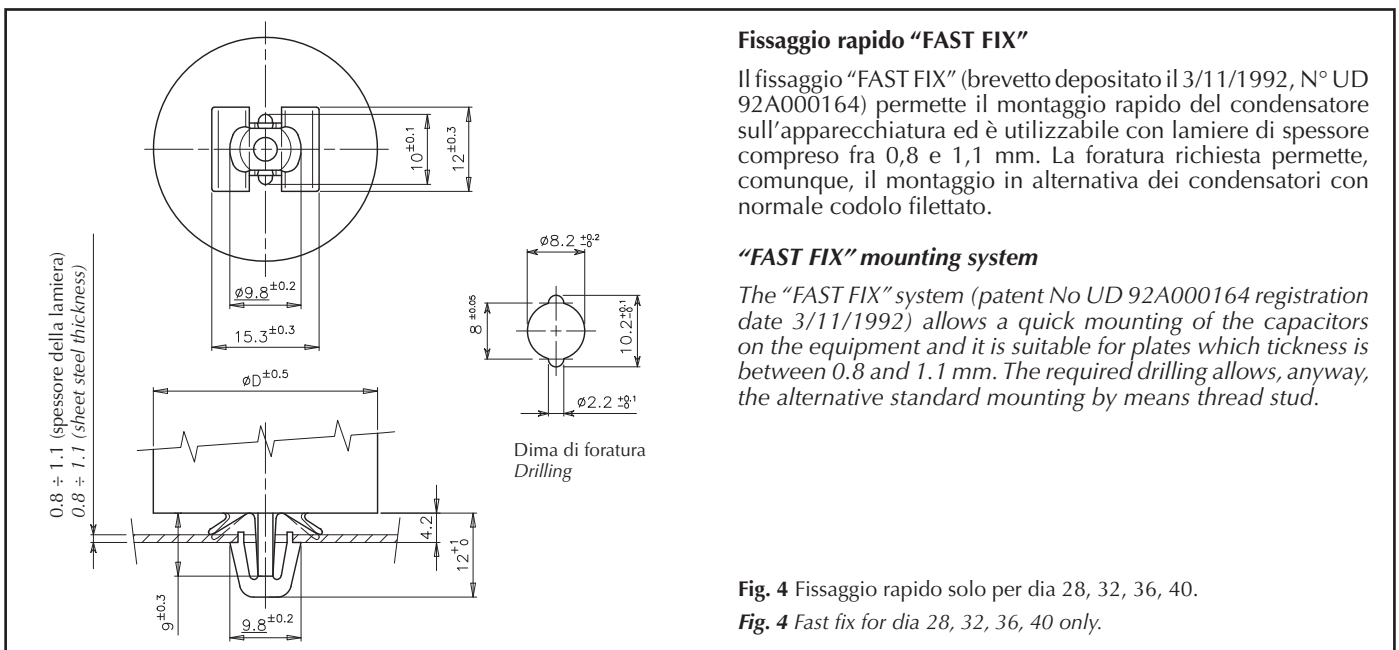 10±0.1
12±0.3
ø9.8±0.2
15.3±0.3
0.8 ÷ 1.1 (spessore della lamiera)
0.8 ÷ 1.1 (sheet steel thickness)
øD±0.5
4.2
12+1 0
9±0.3
9.8±0.2
ø8.2 +0.2 -0
8 ±0.05
10.2 +0.1 -0
ø2.2 +0.1 -0
Dima di foratura
Drilling
Fissaggio rapido “FAST FIX”
Il fissaggio “FAST FIX” (brevetto depositato il 3/11/1992, N° UD
92A000164) permette il montaggio rapido del condensatore
sull’apparecchiatura ed è utilizzabile con lamiere di spessore
compreso fra 0,8 e 1,1 mm. La foratura richiesta permette,
comunque, il montaggio in alternativa dei condensatori con
normale codolo filettato.
“FAST FIX” mounting system
The “FAST FIX” system (patent No UD 92A000164 registration
date 3/11/1992) allows a quick mounting of the capacitors
on the equipment and it is suitable for plates which tickness is
between 0.8 and 1.1 mm. The required drilling allows, anyway,
the alternative standard mounting by means thread stud.
Fig. 4 Fissaggio rapido solo per dia 28, 32, 36, 40.
Fig. 4 Fast fix for dia 28, 32, 36, 40 only.